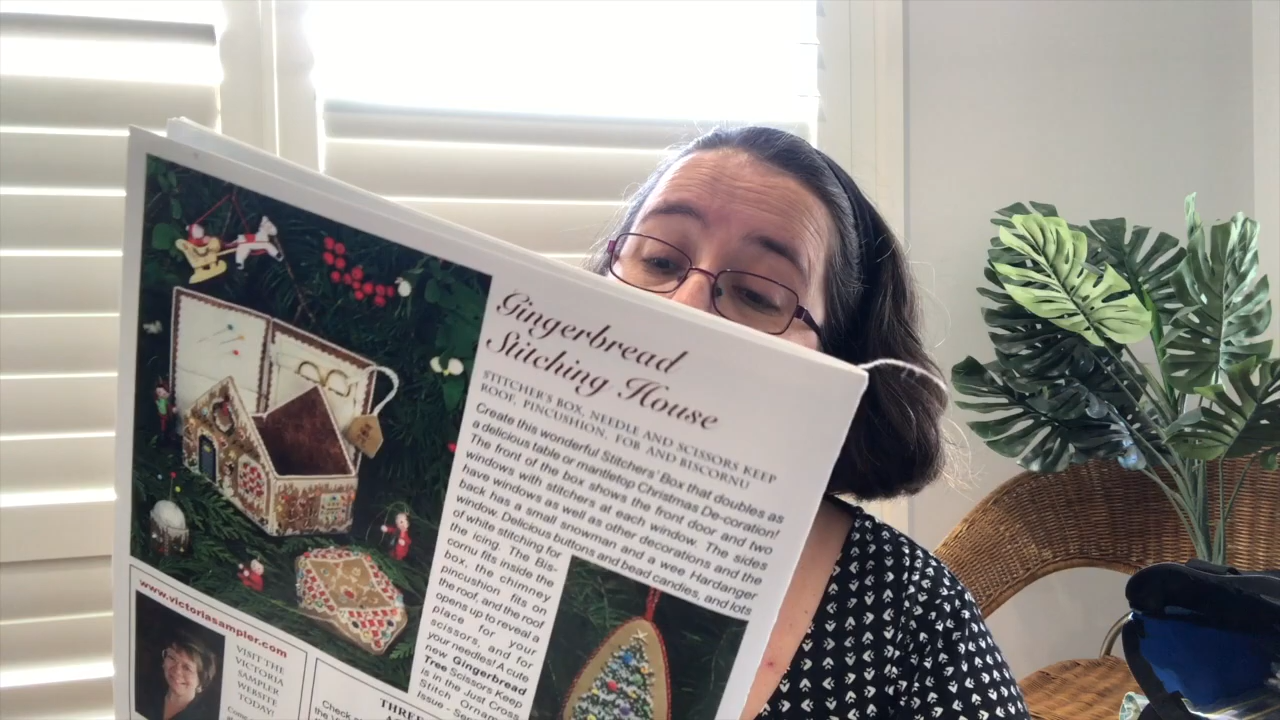 Gingerbread
Stitching House
STITCHER'S BOX, NEEDLE AND SCISSORS KEEP
ROOF, PINCUSHION, FOB AND BISCORNU
Create this wonderful Stitchers' Box that doubles as
a delicious table or mantletop Christmas De-coration!
The front of the box shows the front door and two
windows with stitchers at each window. The sides
have windows as well as other decorations and the
back has a small snowman and a wee Hardanger
window. Delicious buttons and bead candies, and lots
of white stitching for
the icing. The Bis-
cornu fits inside the
box, the chimney
pincushion fits on
the roof, and the roof
opens up to reveal a
place for your
scissors, and for
your needles! A cute
new Gingerbread
Tree Scissors Keep
is in the Just Cross
Stitch Ornament
Issue -
www.victoriasampler.com
VISIT THE
VICTORIA
SAMPLER
WEBSITE
TODAY!
THREE
Check